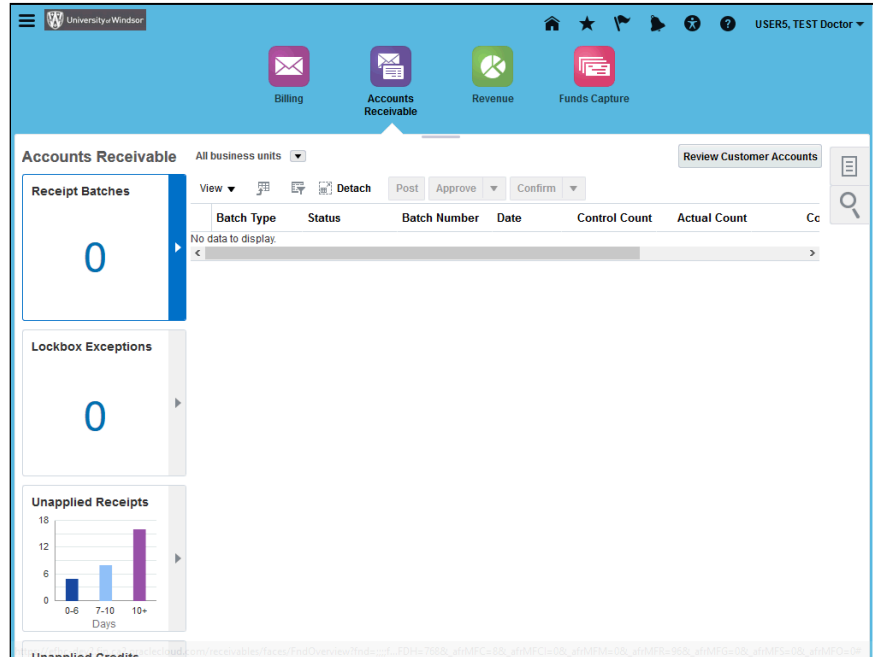 University of Windsor
USER5, TEST Doctor
Billing
Accounts Receivable
Revenue
Funds Capture
Accounts Receivable
All business units
Review Customer Accounts
Receipt Batches
0
View
Detach
Post
Approve
Confirm
Batch Type Status Batch Number Date Control Count Actual Count Cc
No data to display.
Lockbox Exceptions
0
Unapplied Receipts
18
12
6
0
0-6 7-10 10+
Days
Unapplied Credits